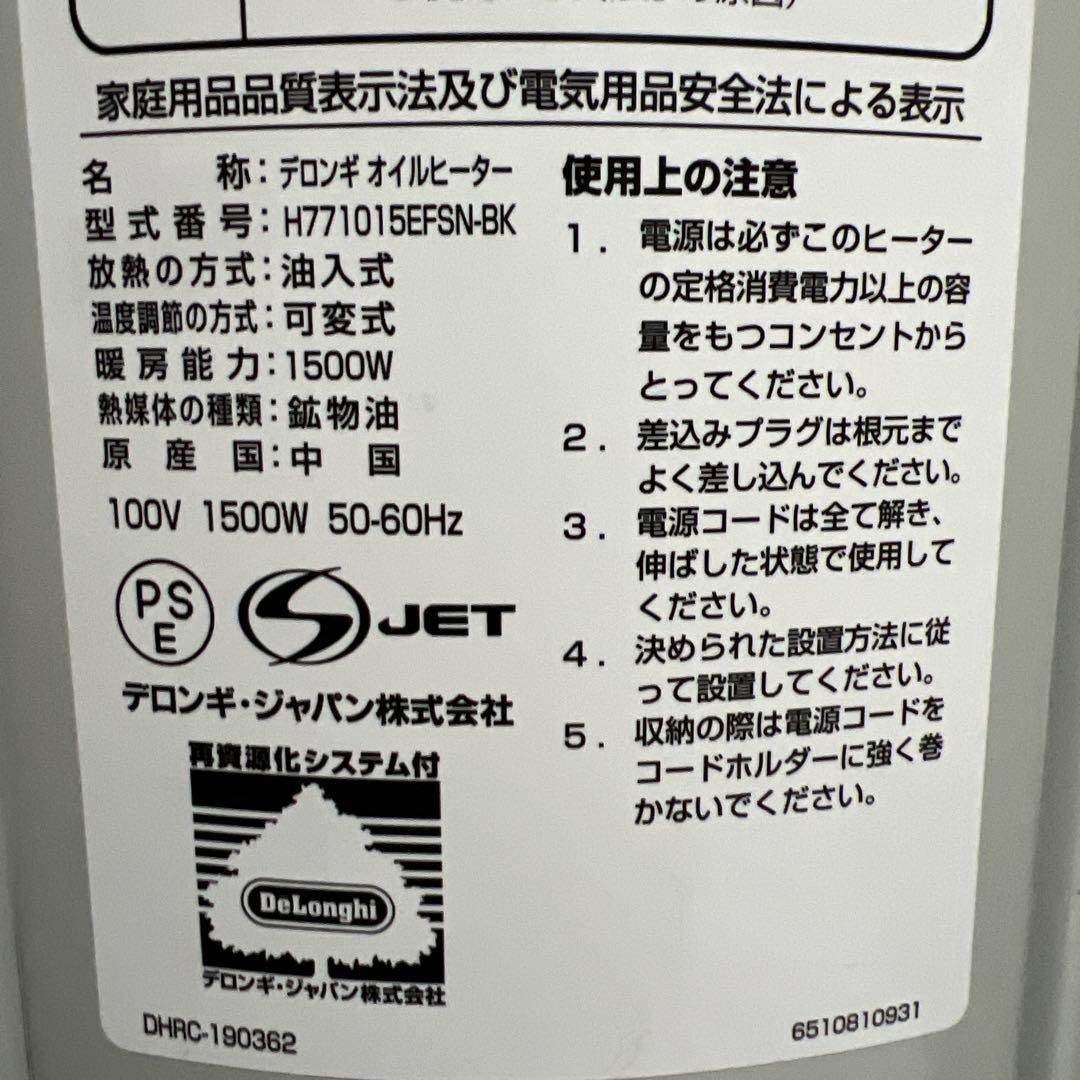 家庭用品品質表示法及び電気用品安全法による表示
名 称：デロンギ オイルヒーター
型式番号：H771015EFSN-BK
放熱の方式：油入式
温度調節の方式：可変式
暖房能力：1500W
熱媒体の種類：鉱物油
原産国：中国
100V 1500W 50-60Hz
PS
E
JET
デロンギ・ジャパン株式会社
再資源化システム付
DeLonghi
デロンギ・ジャパン株式会社
DHRC-190362
使用上の注意
1. 電源は必ずこのヒーター
の定格消費電力以上の容
量をもつコンセントから
とってください。
2. 差込みプラグは根元まで
よく差し込んでください。
3. 電源コードは全て解き、
伸ばした状態で使用して
ください。
4. 決められた設置方法に従
って設置してください。
5. 収納の際は電源コードを
コードホルダーに強く巻
かないでください。
6510810931